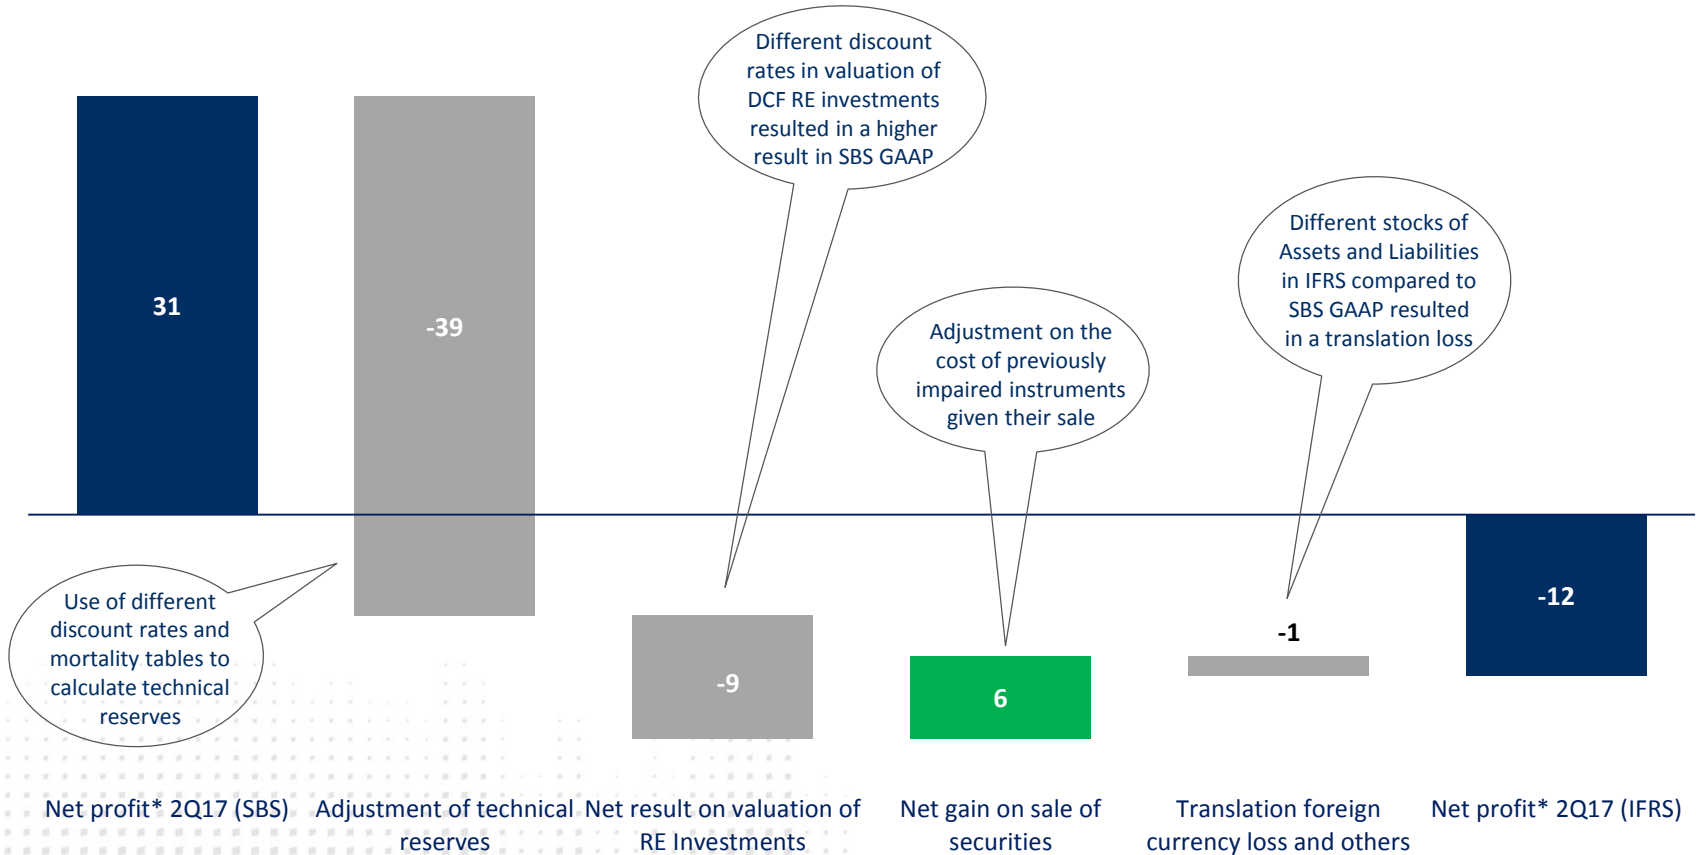 Different discount
rates in valuation of
DCF RE investments
resulted in a higher
result in SBS GAAP
Different stocks of
Assets and Liabilities
in IFRS compared to
SBS GAAP resulted
in a translation loss
31
-39
Adjustment on the
cost of previously
impaired instruments
given their sale
Use of different
discount rates and
mortality tables to
calculate technical
reserves
-9
6
-1
-12
Net profit* 2Q17 (SBS)
Adjustment of technical
reserves
Net result on valuation of
RE Investments
Net gain on sale of
securities
Translation foreign
currency loss and others
Net profit* 2Q17 (IFRS)